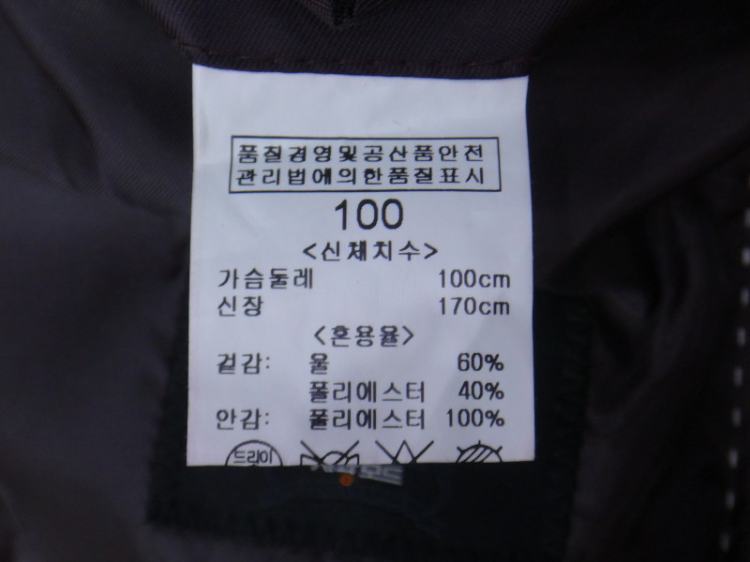 품질경영및공산품안전
관리법에의한품질표시
100
<신체치수>
가슴둘레 100cm
신장 170cm
<혼용율>
겉감: 울 60%
폴리에스터 40%
안감: 폴리에스터 100%
드라이